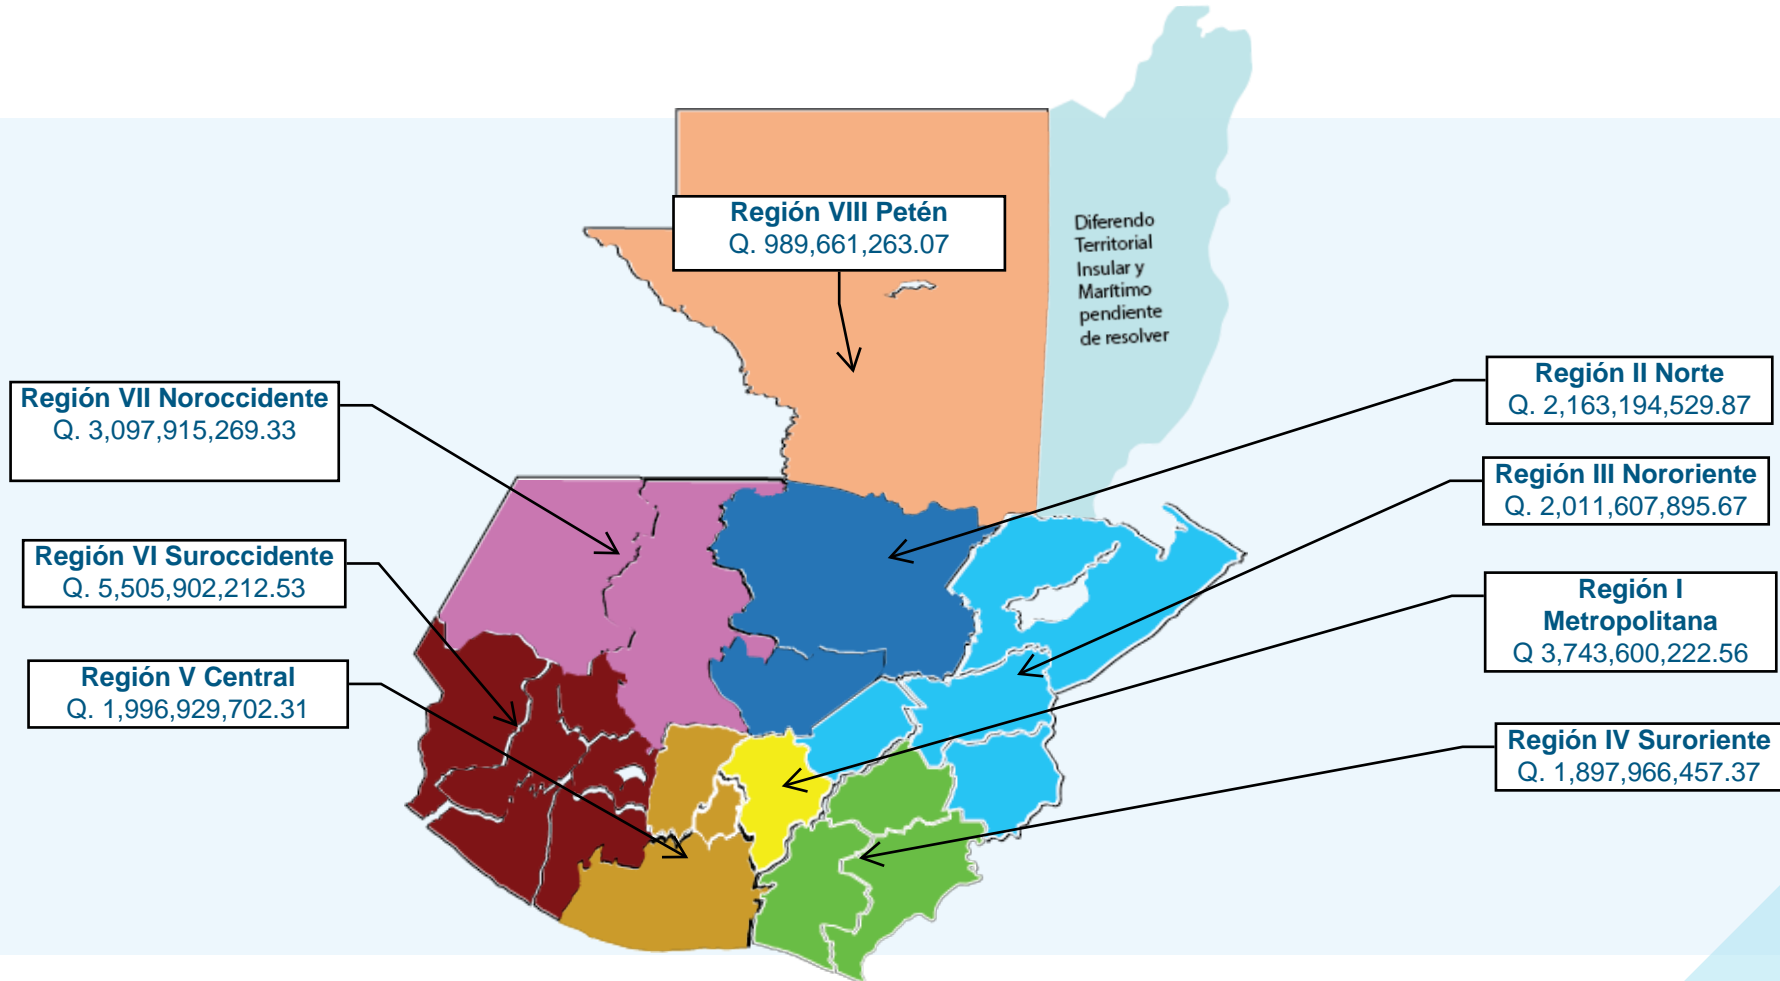 Región VIII Petén
Q. 989,661,263.07
Diferendo
Territorial
Insular y
Marítimo
pendiente
de resolver
Región VII Noroccidente
Q. 3,097,915,269.33
Región VI Suroccidente
Q. 5,505,902,212.53
Región V Central
Q. 1,996,929,702.31
Región II Norte
Q. 2,163,194,529.87
Región III Nororiente
Q. 2,011,607,895.67
Región I
Metropolitana
Q 3,743,600,222.56
Región IV Suroriente
Q. 1,897,966,457.37